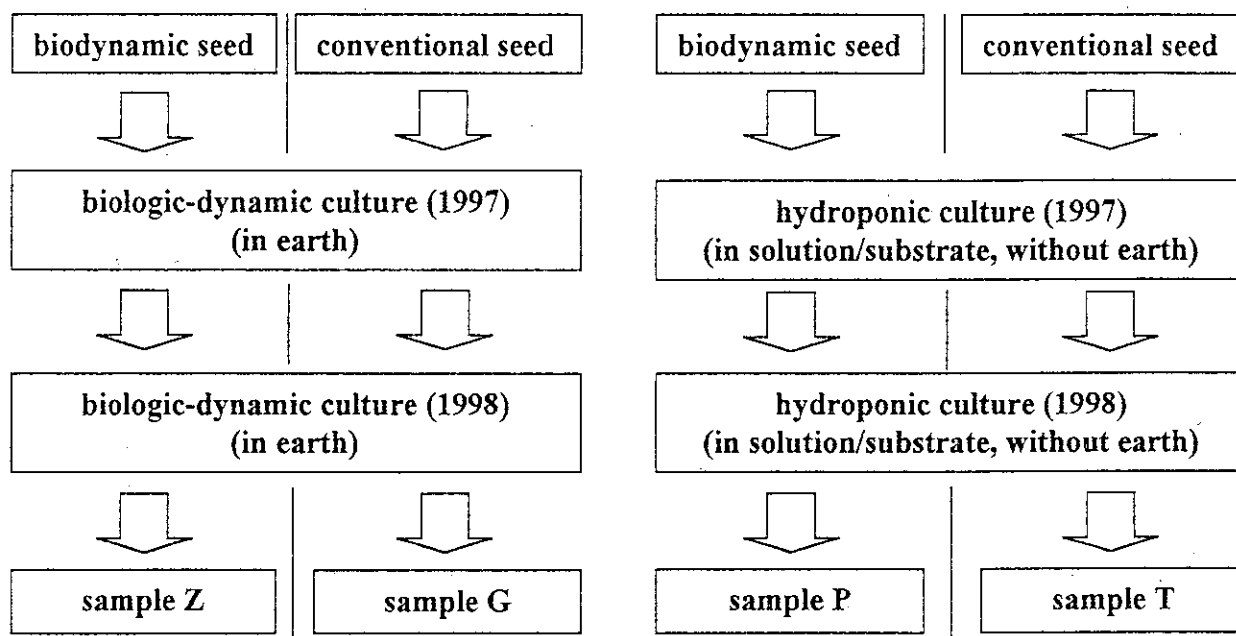 biodynamic seed
conventional seed
biodynamic seed
conventional seed
biologic-dynamic culture (1997)
(in earth)
hydroponic culture (1997)
(in solution/substrate, without earth)
biologic-dynamic culture (1998)
(in earth)
hydroponic culture (1998)
(in solution/substrate, without earth)
sample Z
sample G
sample P
sample T